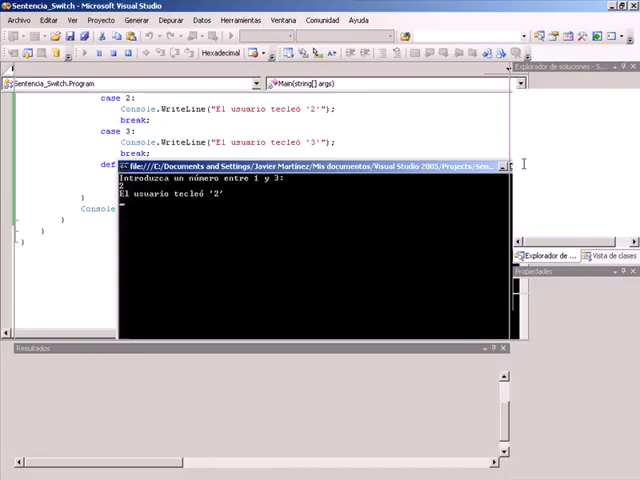 Sentencia_Switch - Microsoft Visual Studio
Archivo Editar Ver Proyecto Generar Depurar Datos Herramientas Ventana Comunidad Ayuda
Hexadecimal
Explorador de soluciones - S...
Sentencia_Switch.Program
Main(string[] args)
case 2:
Console.WriteLine("El usuario tecleó '2'");
break;
case 3:
Console.WriteLine("El usuario tecleó '3'");
break;
def
}
Console
}
}
}
file:///C:/Documents and Settings/Javier Martínez/Mis documentos/Visual Studio 2005/Projects/Sen...
Introduzca un número entre 1 y 3:
2
El usuario tecleó '2'
Explorador de ...
Vista de clases
Propiedades
Resultados